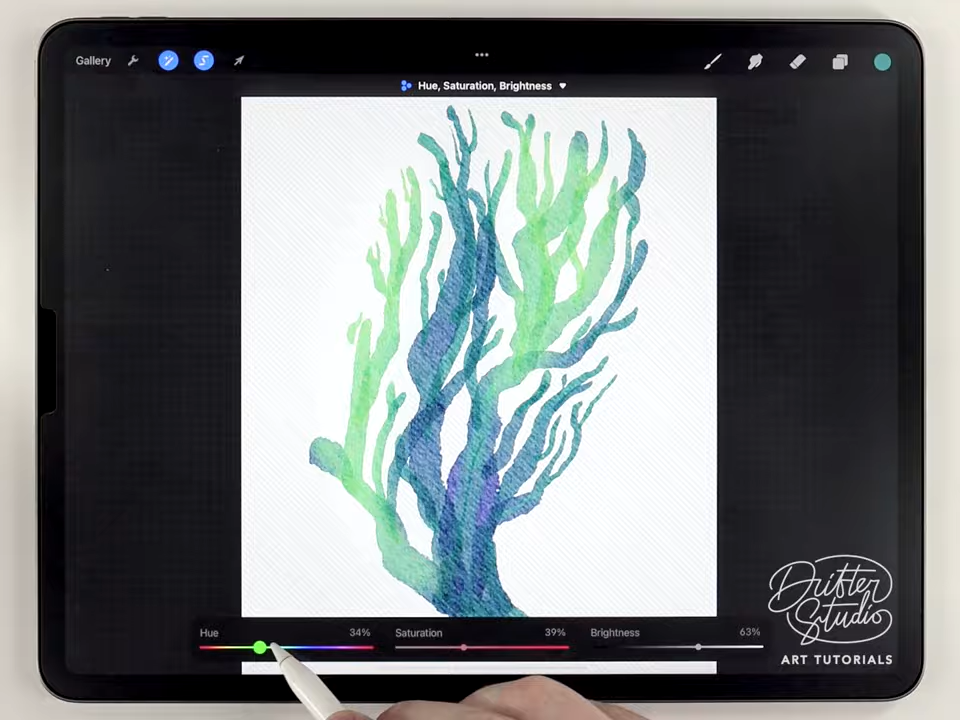 Gallery
Hue, Saturation, Brightness
Hue 34% Saturation 39% Brightness 63%
Drifter
Studio
ART TUTORIALS